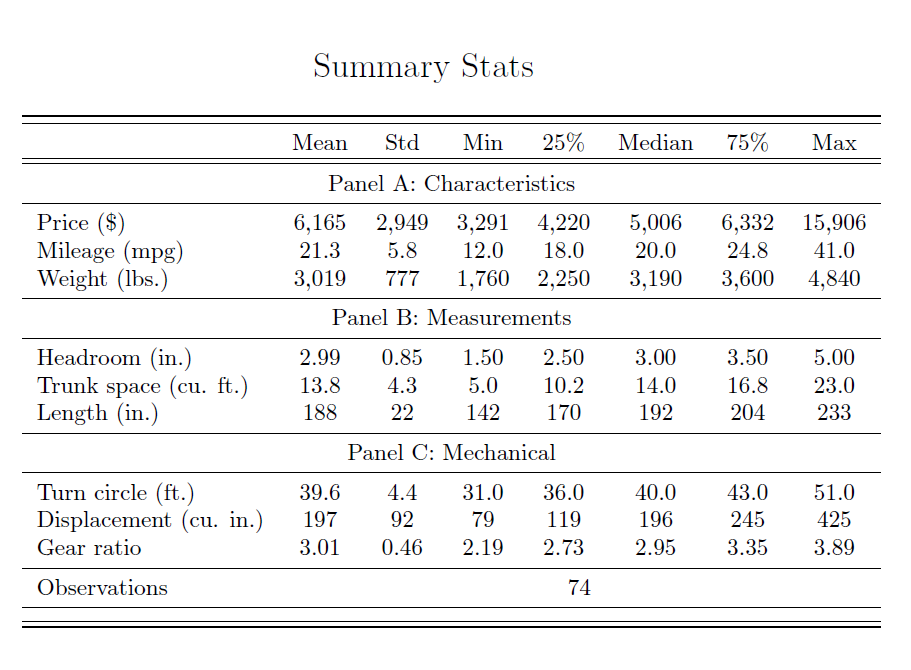 Summary Stats
Mean Std Min 25% Median 75% Max
Panel A: Characteristics
Price ($) 6,165 2,949 3,291 4,220 5,006 6,332 15,906
Mileage (mpg) 21.3 5.8 12.0 18.0 20.0 24.8 41.0
Weight (lbs.) 3,019 777 1,760 2,250 3,190 3,600 4,840
Panel B: Measurements
Headroom (in.) 2.99 0.85 1.50 2.50 3.00 3.50 5.00
Trunk space (cu. ft.) 13.8 4.3 5.0 10.2 14.0 16.8 23.0
Length (in.) 188 22 142 170 192 204 233
Panel C: Mechanical
Turn circle (ft.) 39.6 4.4 31.0 36.0 40.0 43.0 51.0
Displacement (cu. in.) 197 92 79 119 196 245 425
Gear ratio 3.01 0.46 2.19 2.73 2.95 3.35 3.89
Observations 74